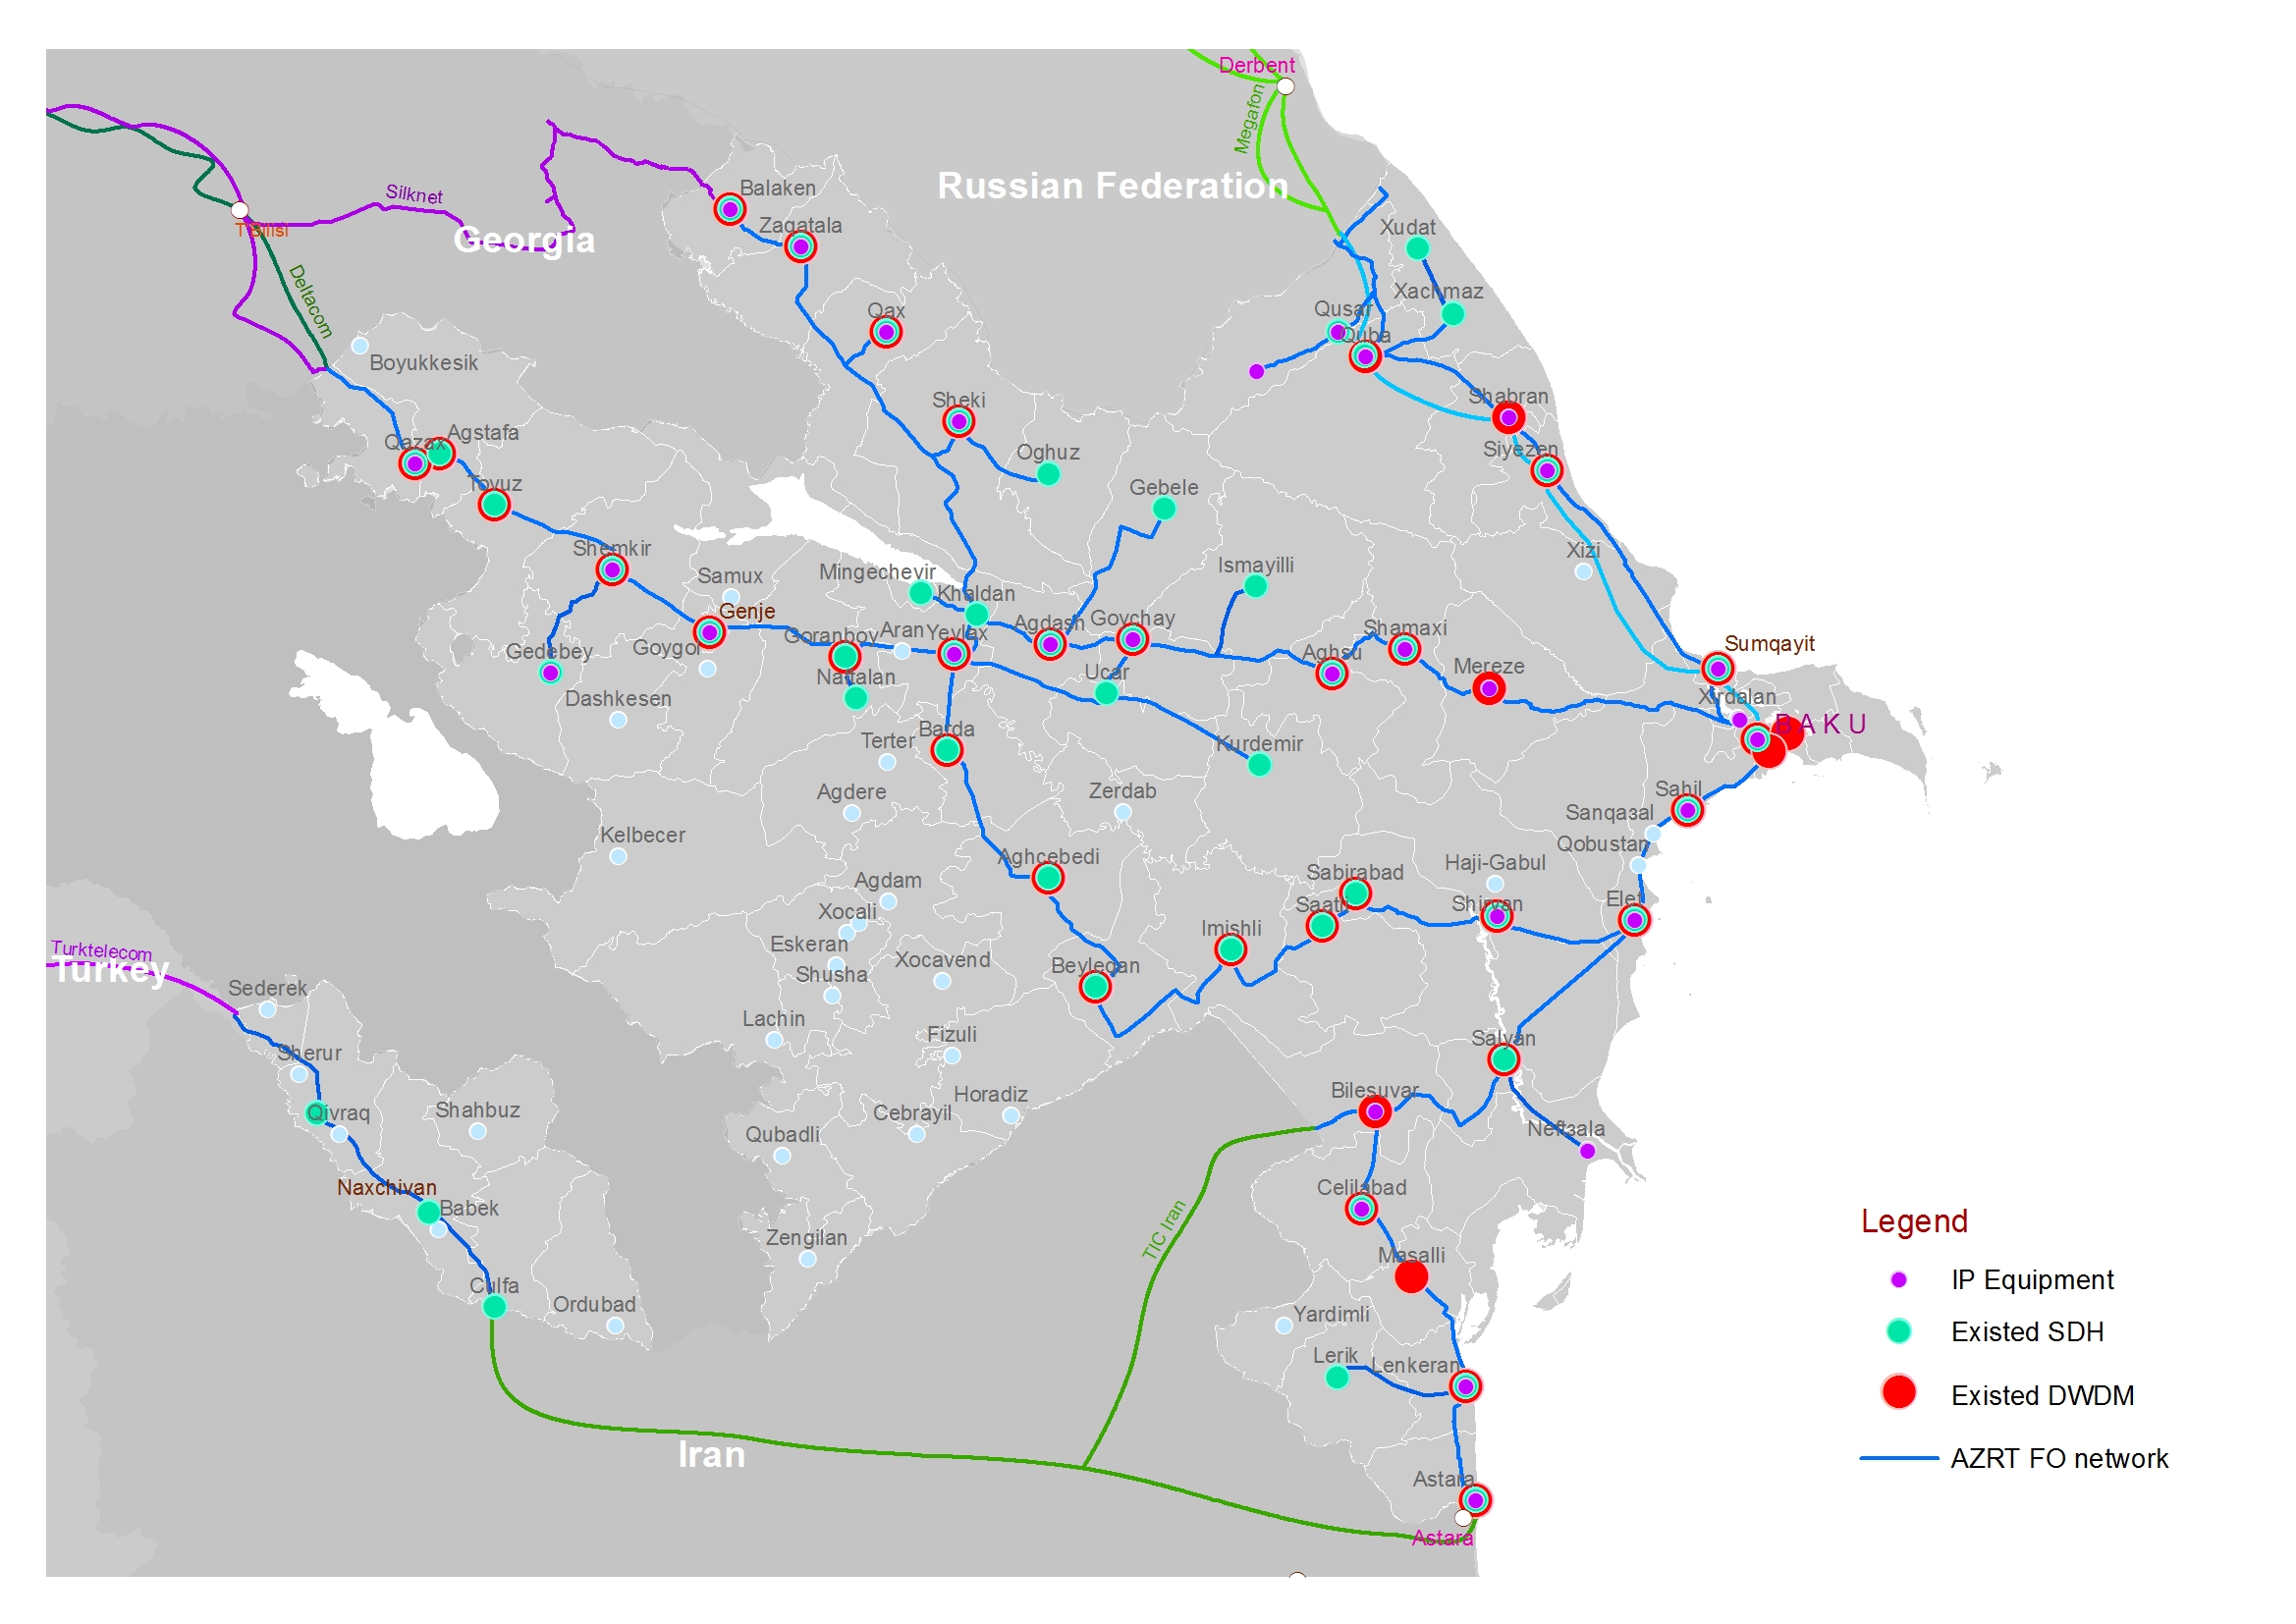 Derbent
Megafon
Russian Federation
Balaken
Silknet
Zagatala
TBilisi
Georgia
Xudat
Deltacom
Xachmaz
Qax
Qusar
Quba
Boyukkesik
Shabran
Sheki
Qazax
Agstafa
Siyezen
Oghuz
Tovuz
Gebele
Shemkir
Xizi
Samux
Mingechevir
Ismayilli
Khaldan
Genje
Agdash
Goychay
Goranboy
Aran
Yevlax
Shamaxi
Sumqayit
Gedebey
Goygol
Aghsu
Mereze
Naftalan
Ucar
Xirdalan
Dashkesen
BAKU
Barda
Terter
Kurdemir
Agdere
Zerdab
Sahil
Sanqaзal
Kelbecer
Qobustan
Aghcebedi
Haji-Gabul
Sabirabad
Agdam
Saatli
Shirvan
Elet
Xocali
Imishli
Turktelecom
Eskeran
Xocavend
Beyleqan
Turkey
Shusha
Sederek
Lachin
Fizuli
Salyan
Sherur
Bilesuvar
Horadiz
Qivraq
Shahbuz
Cebrayil
Neftзala
Qubadli
Naxchivan
Celilabad
Babek
Legend
TIC Iran
Zengilan
Masalli
IP Equipment
Culfa
Ordubad
Yardimli
Existed SDH
Lerik
Lenkeran
Existed DWDM
Iran
AZRT FO network
Astara
Astara